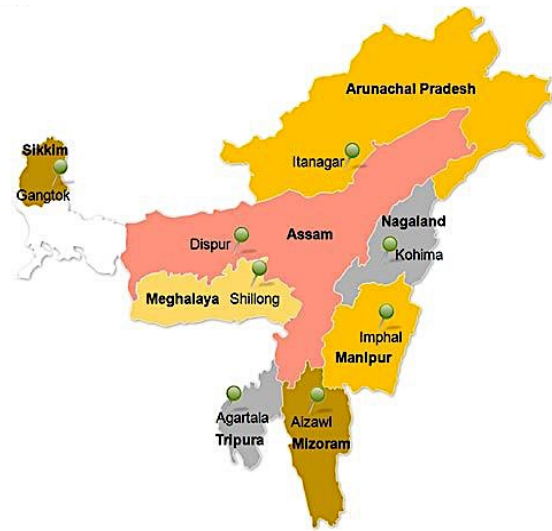 Arunachal Pradesh
Sikkim
Itanagar
Gangtok
Nagaland
Assam
Dispur
Kohima
Meghalaya
Shillong
Imphal
Manipur
Agartala
Aizawl
Tripura
Mizoram